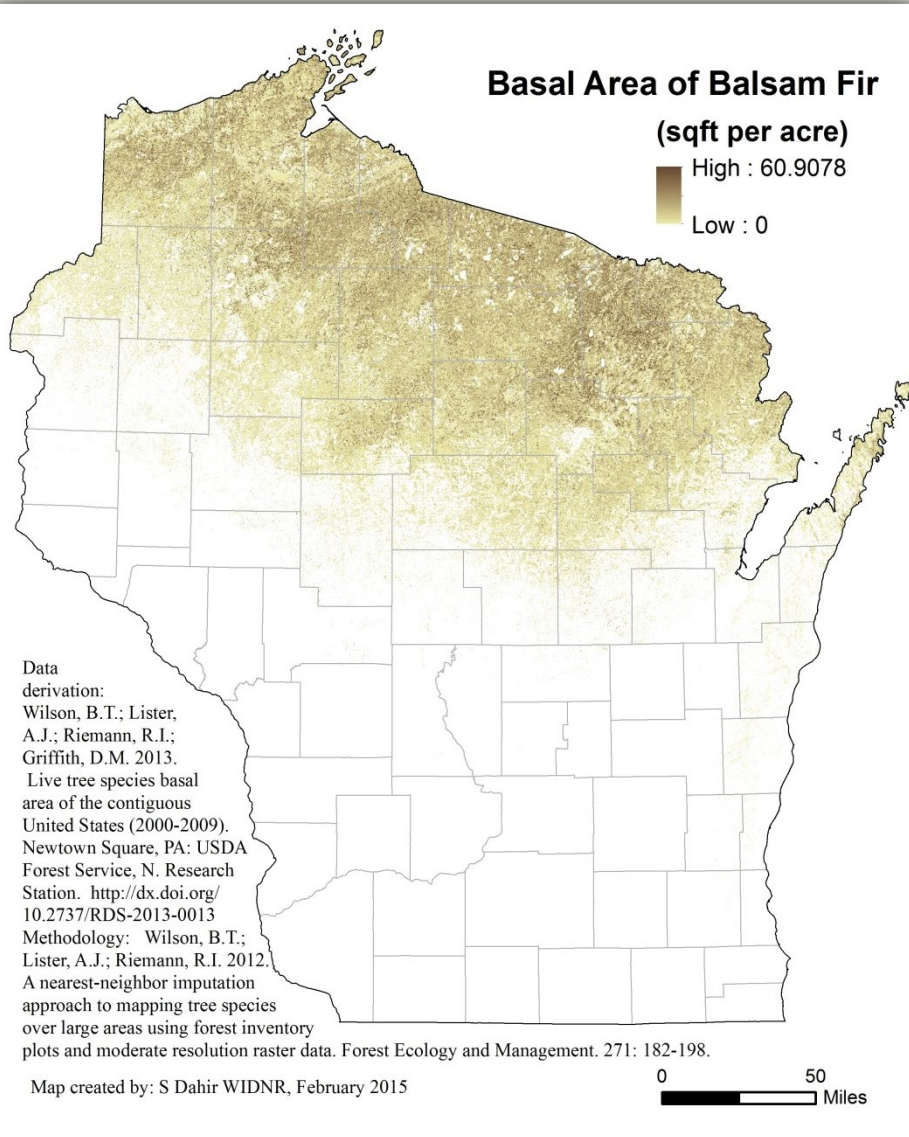 Basal Area of Balsam Fir
(sqft per acre)
High : 60.9078
Low : 0
Data
derivation:
Wilson, B.T.; Lister,
A.J.; Riemann, R.I.;
Griffith, D.M. 2013.
Live tree species basal
area of the contiguous
United States (2000-2009).
Newtown Square, PA: USDA
Forest Service, N. Research
Station. http://dx.doi.org/
10.2737/RDS-2013-0013
Methodology: Wilson, B.T.;
Lister, A.J.; Riemann, R.I. 2012.
A nearest-neighbor imputation
approach to mapping tree species
over large areas using forest inventory
plots and moderate resolution raster data. Forest Ecology and Management. 271: 182-198.
Map created by: S Dahir WIDNR, February 2015
0 50
Miles